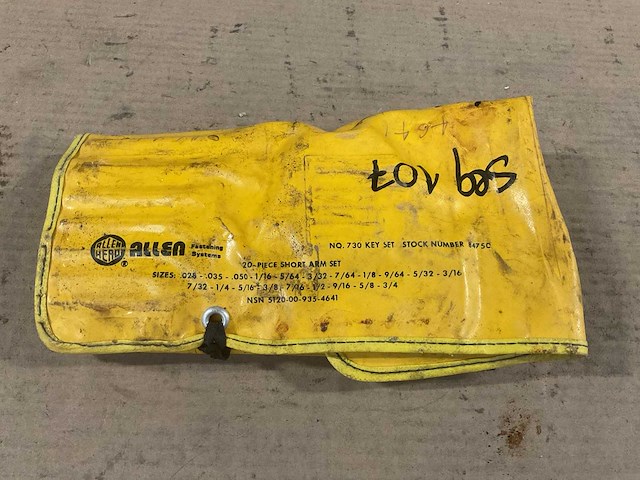 4641
ALLEN
HEAD
® ALLEN Fastening
Systems
NO. 730 KEY SET STOCK NUMBER
20-PIECE SHORT ARM SET
SIZES: .028 - .035 - .050 - 1/16 - 5/64 - 3/32 - 7/64 - 1/8 - 9/64 - 5/32 - 3/16
7/32 - 1/4 - 5/16 - 3/8 - 7/16 - 1/2 - 9/16 - 5/8 - 3/4
NSN 5120-00-935-4641